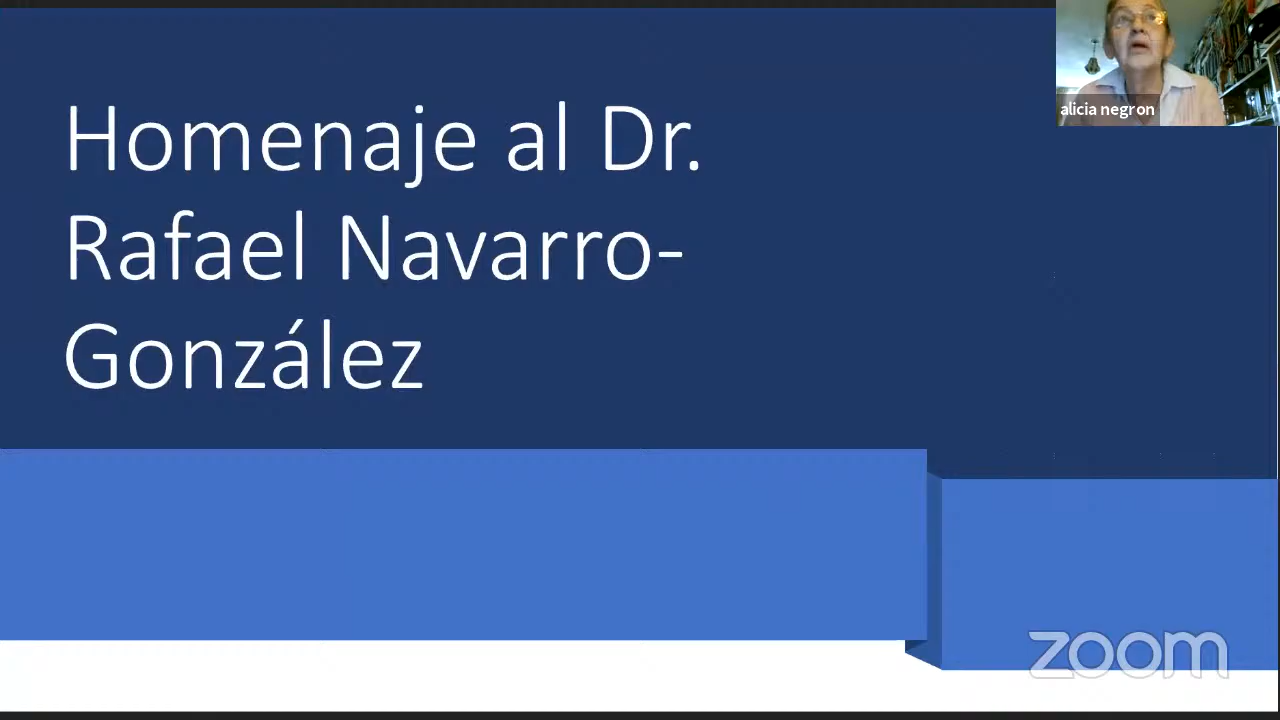 Homenaje al Dr.
Rafael Navarro-
González
alicia negron
zoom